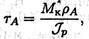 τ_A = M_к ρ_A / 𝒥_p,